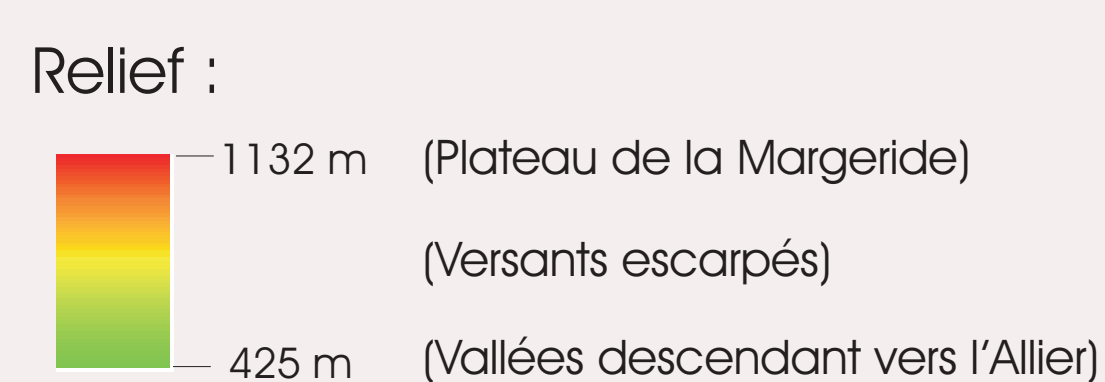 Relief :
1132 m (Plateau de la Margeride)
(Versants escarpés)
425 m (Vallées descendant vers l'Allier)